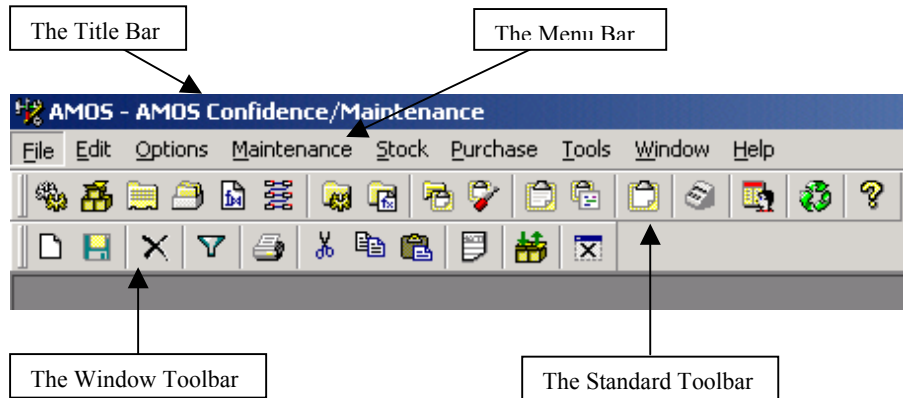 The Title Bar
The Menu Bar
AMOS - AMOS Confidence/Maintenance
File Edit Options Maintenance Stock Purchase Tools Window Help
The Window Toolbar
The Standard Toolbar